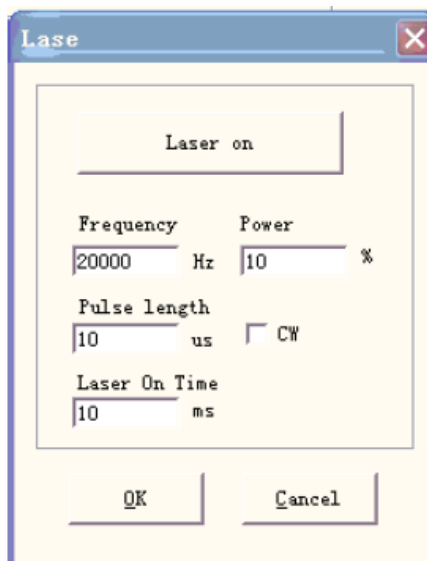 Lase
Laser on
Frequency Power
20000 Hz 10 %
Pulse length
10 us CW
Laser On Time
10 ms
OK Cancel